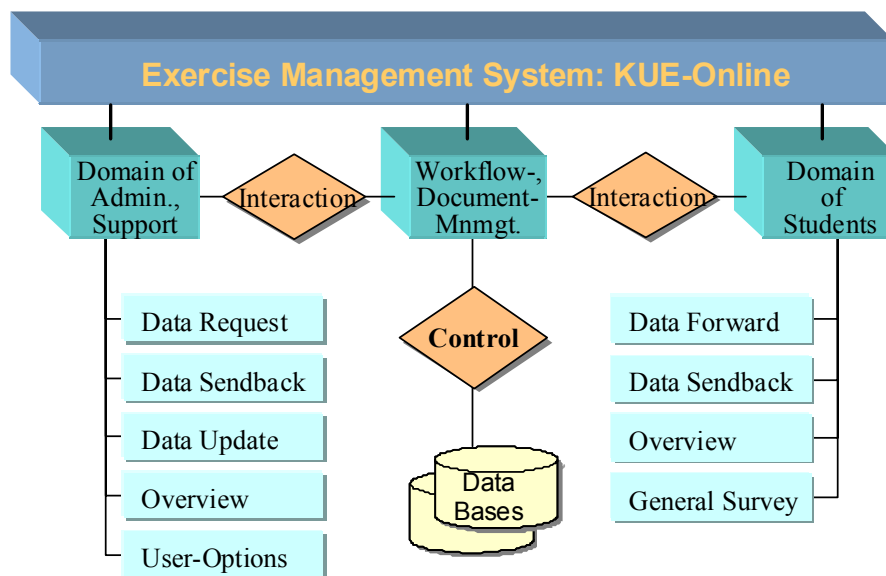 Exercise Management System: KUE-Online
Domain of
Admin.,
Support
Interaction
Workflow-,
Document-
Mnmgt.
Interaction
Domain
of
Students
Data Request
Data Sendback
Data Update
Overview
User-Options
Control
Data
Bases
Data Forward
Data Sendback
Overview
General Survey